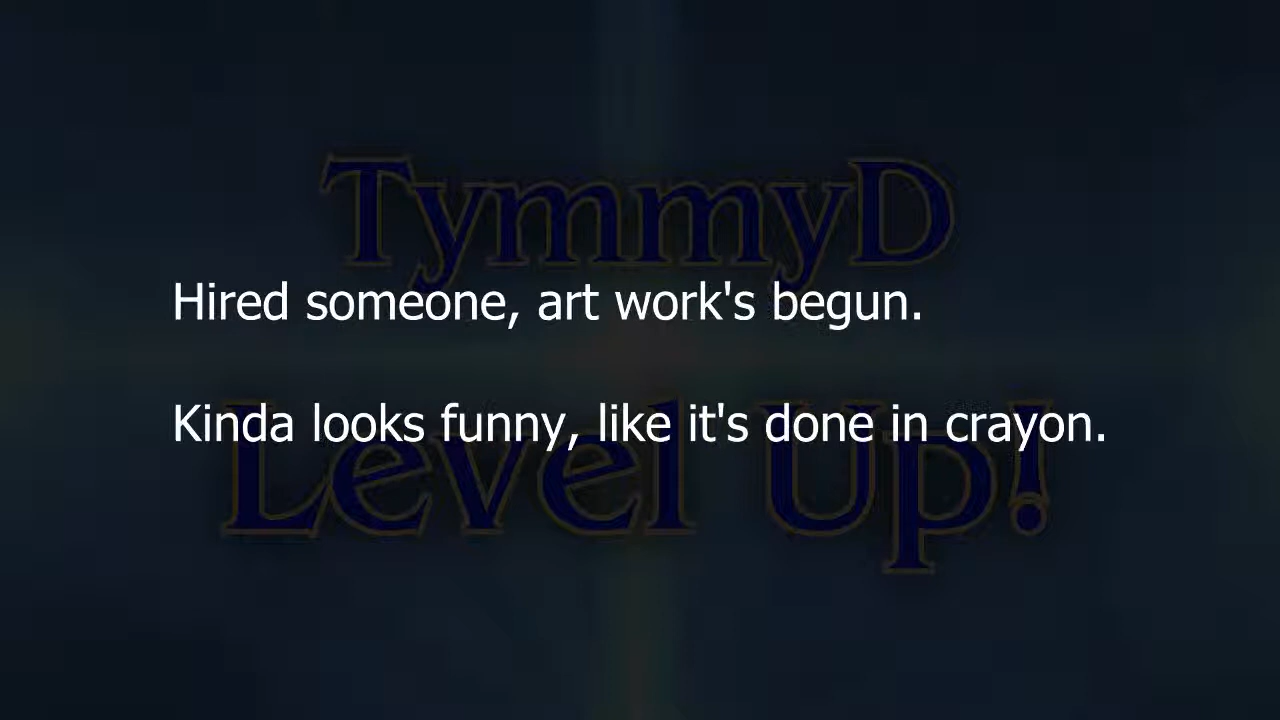 TymmyD
Hired someone, art work's begun.
Kinda looks funny, like it's done in crayon.
Level Up!